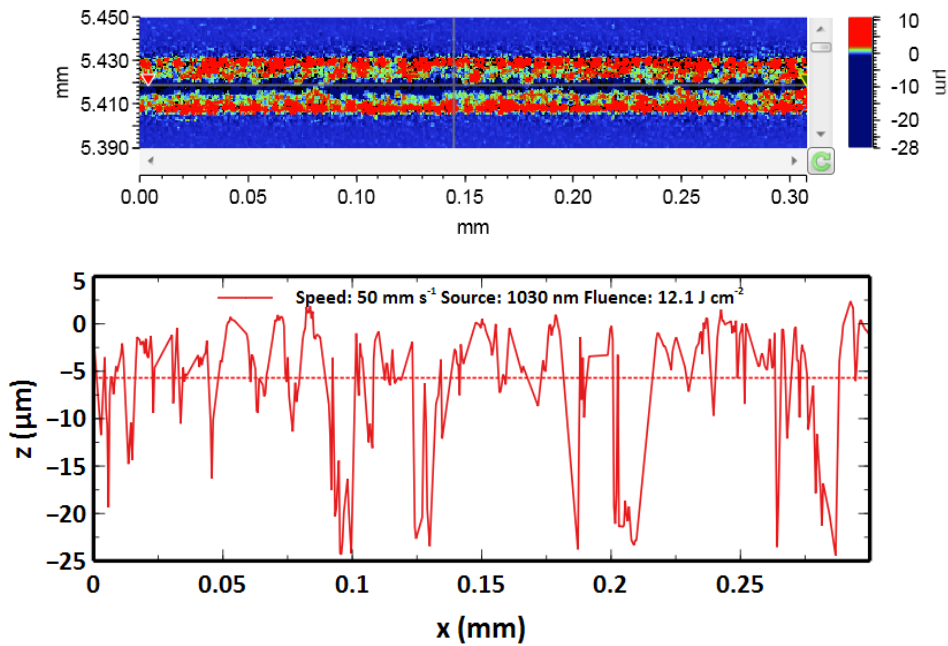 5.450
5.430
5.410
5.390
mm
10
0
-10
-20
-28
µm
0.00 0.05 0.10 0.15 0.20 0.25 0.30
mm
5
0
−5
−10
−15
−20
−25
z (µm)
Speed: 50 mm s⁻¹ Source: 1030 nm Fluence: 12.1 J cm⁻²
0 0.05 0.1 0.15 0.2 0.25
x (mm)